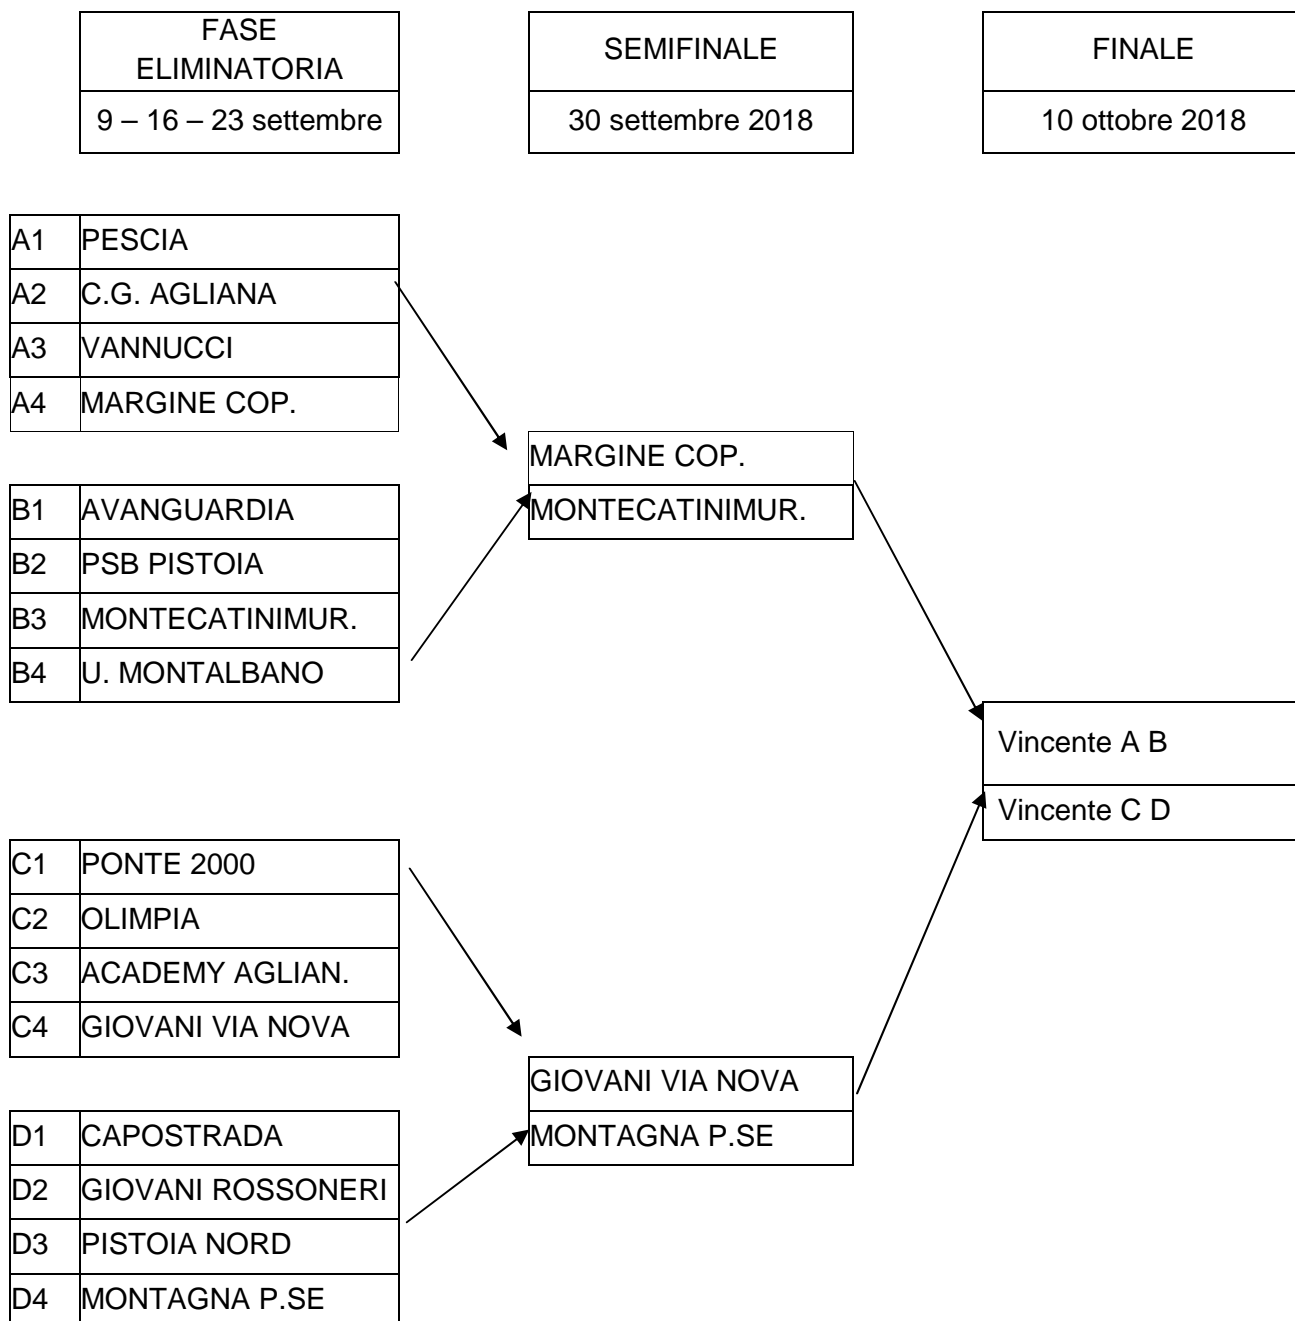 FASE
ELIMINATORIA
9 – 16 – 23 settembre
SEMIFINALE
30 settembre 2018
FINALE
10 ottobre 2018
A1 PESCIA
A2 C.G. AGLIANA
A3 VANNUCCI
A4 MARGINE COP.
B1 AVANGUARDIA
B2 PSB PISTOIA
B3 MONTECATINIMUR.
B4 U. MONTALBANO
MARGINE COP.
MONTECATINIMUR.
Vincente A B
Vincente C D
C1 PONTE 2000
C2 OLIMPIA
C3 ACADEMY AGLIAN.
C4 GIOVANI VIA NOVA
D1 CAPOSTRADA
D2 GIOVANI ROSSONERI
D3 PISTOIA NORD
D4 MONTAGNA P.SE
GIOVANI VIA NOVA
MONTAGNA P.SE